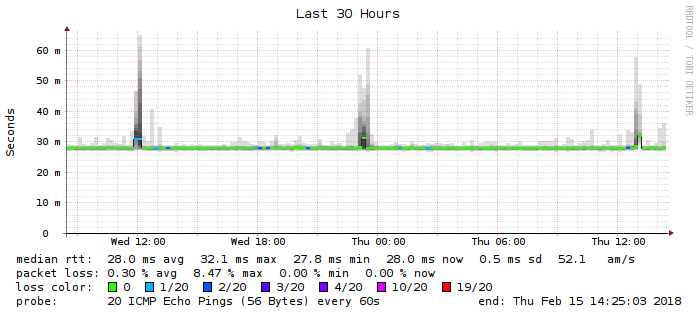 Last 30 Hours
RRDTOOL / TOBI OETIKER
Seconds
60 m
50 m
40 m
30 m
20 m
10 m
0
Wed 12:00 Wed 18:00 Thu 00:00 Thu 06:00 Thu 12:00
median rtt: 28.0 ms avg 32.1 ms max 27.8 ms min 28.0 ms now 0.5 ms sd 52.1 am/s
packet loss: 0.30 % avg 8.47 % max 0.00 % min 0.00 % now
loss color: 0 1/20 2/20 3/20 4/20 10/20 19/20
probe: 20 ICMP Echo Pings (56 Bytes) every 60s end: Thu Feb 15 14:25:03 2018